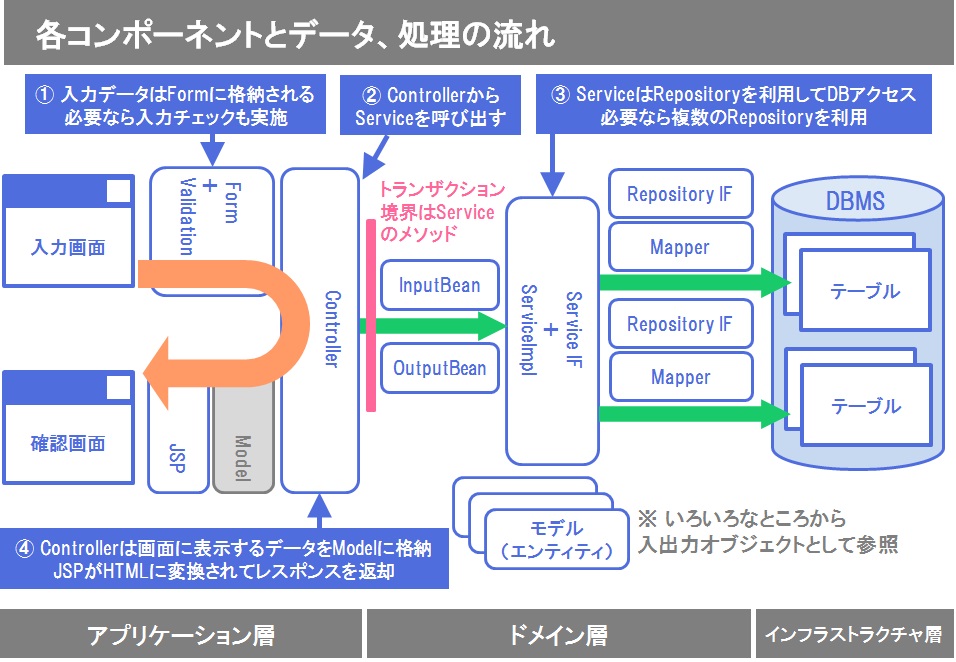 各コンポーネントとデータ、処理の流れ
① 入力データはFormに格納される
必要なら入力チェックも実施
② Controllerから
Serviceを呼び出す
③ ServiceはRepositoryを利用してDBアクセス
必要なら複数のRepositoryを利用
入力画面
Form
+
Validation
Controller
トランザクション
境界はService
のメソッド
InputBean
OutputBean
Service IF
+
ServiceImpl
Repository IF
Mapper
Repository IF
Mapper
DBMS
テーブル
テーブル
確認画面
JSP
Model
④ Controllerは画面に表示するデータをModelに格納
JSPがHTMLに変換されてレスポンスを返却
モデル
（エンティティ）
※ いろいろなところから
入出力オブジェクトとして参照
アプリケーション層
ドメイン層
インフラストラクチャ層